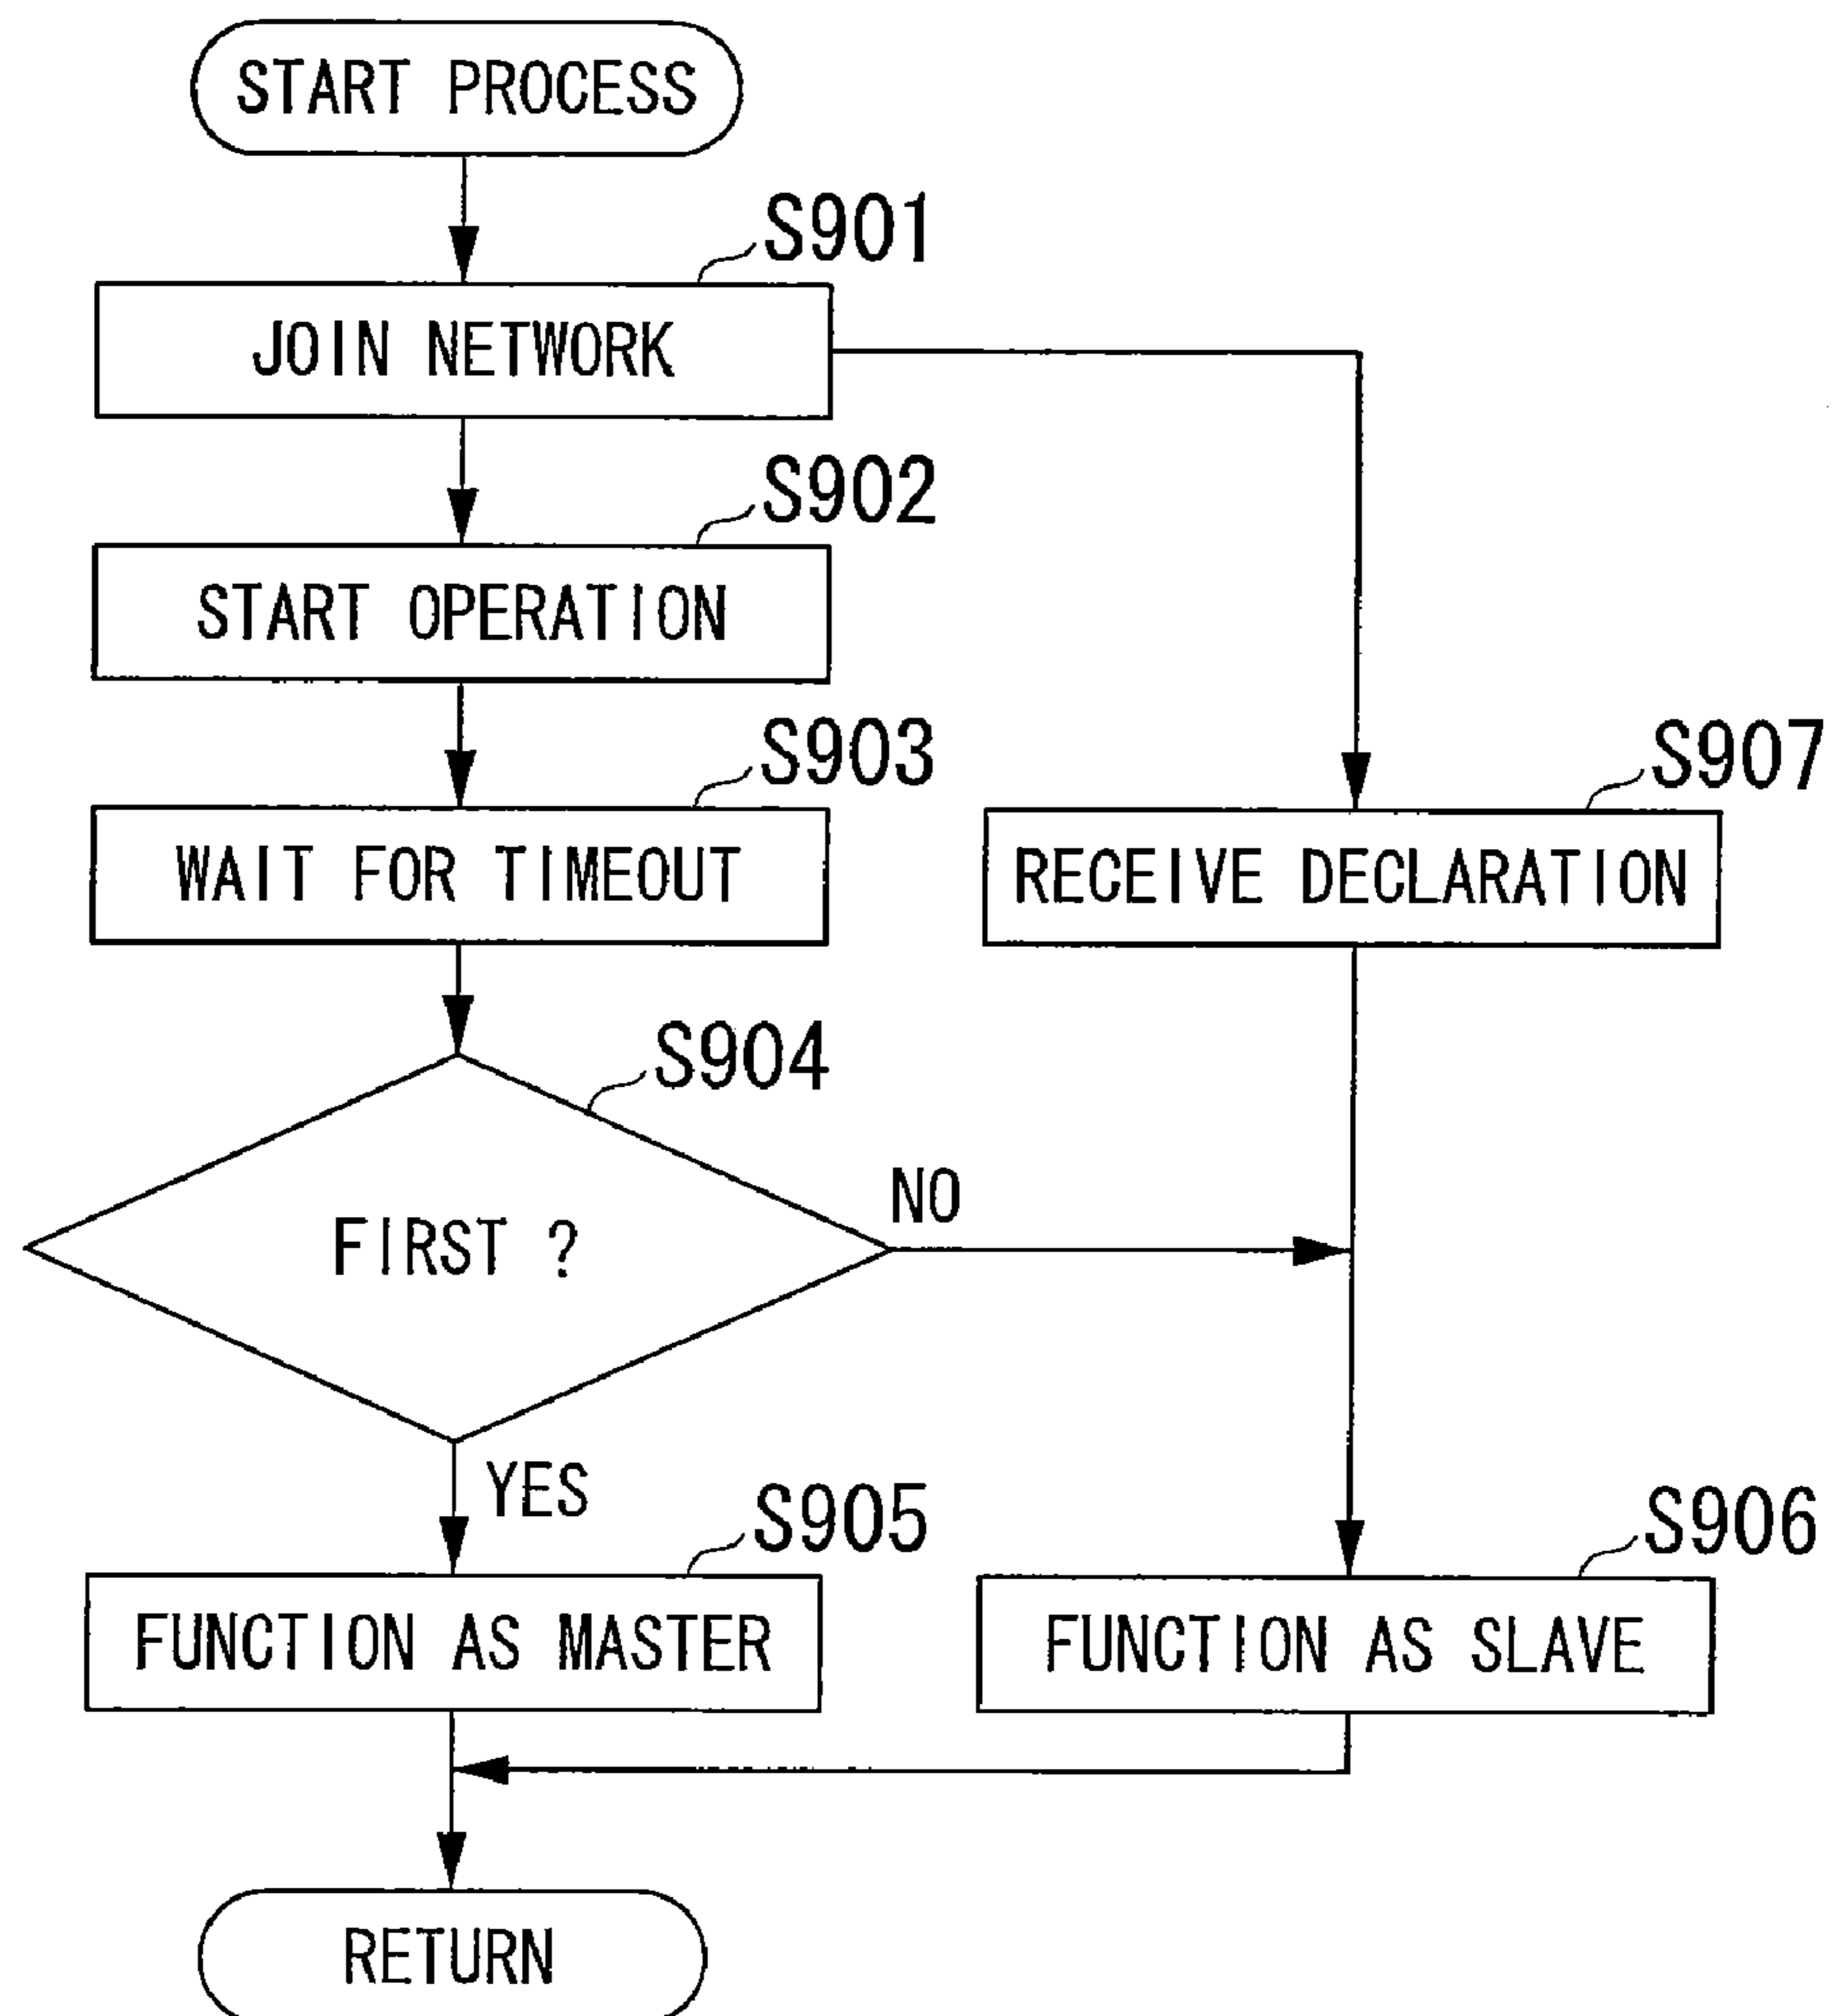 START PROCESS
S901
JOIN NETWORK
S902
START OPERATION
S903
WAIT FOR TIMEOUT
S907
RECEIVE DECLARATION
S904
FIRST ?
NO
YES
S905
FUNCTION AS MASTER
S906
FUNCTION AS SLAVE
RETURN